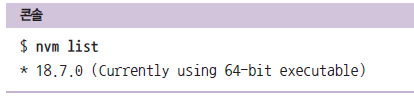 콘솔
$ nvm list
* 18.7.0 (Currently using 64-bit executable)